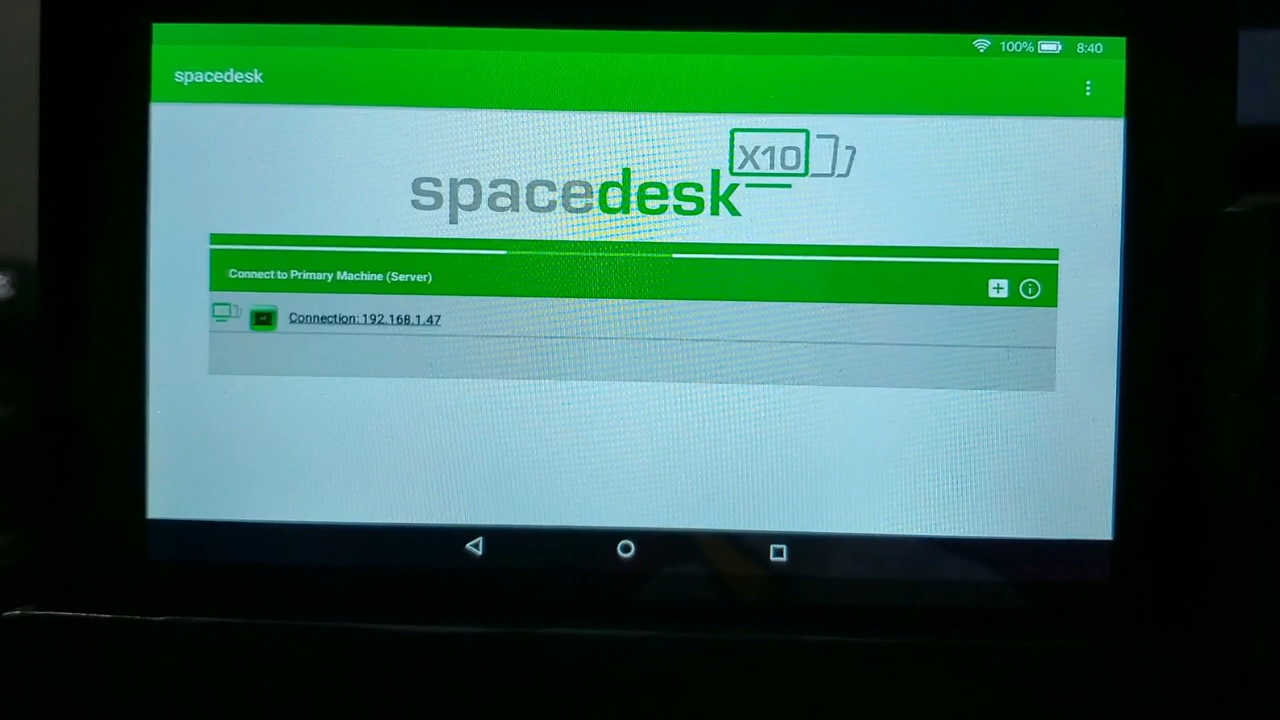 100% 8:40
spacedesk
X10
spacedesk
Connect to Primary Machine (Server)
Connection: 192.168.1.47